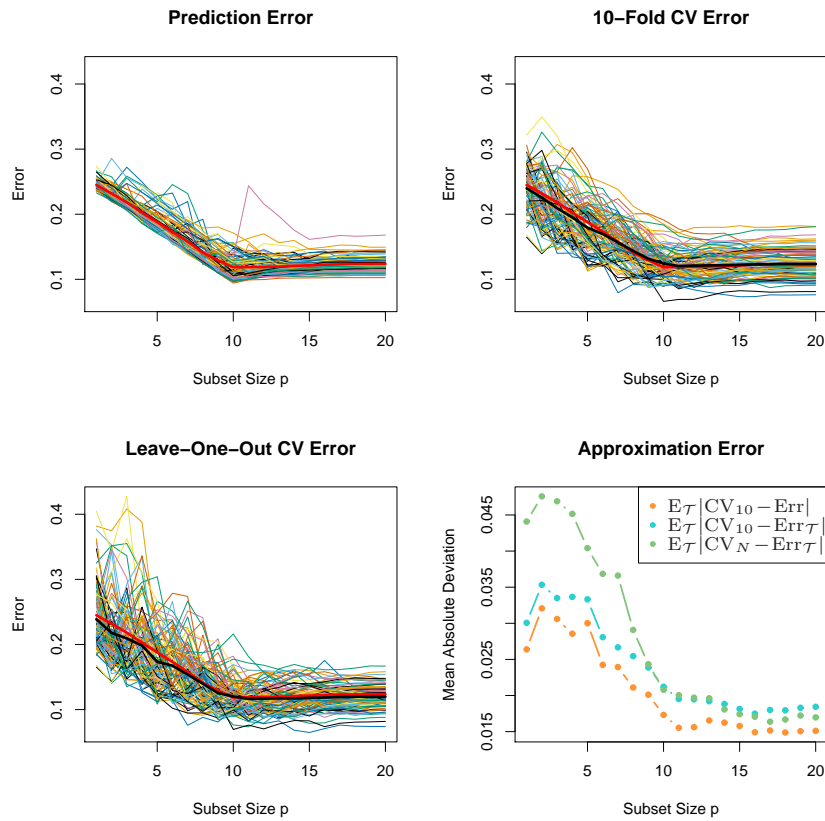 Prediction Error
Error
0.1 0.2 0.3 0.4
5 10 15 20
Subset Size p
10−Fold CV Error
Error
0.1 0.2 0.3 0.4
5 10 15 20
Subset Size p
Leave−One−Out CV Error
Error
0.1 0.2 0.3 0.4
5 10 15 20
Subset Size p
Approximation Error
Mean Absolute Deviation
0.015 0.025 0.035 0.045
E𝒯|CV₁₀−Err|
E𝒯|CV₁₀−Err𝒯|
E𝒯|CV_N−Err𝒯|
5 10 15 20
Subset Size p